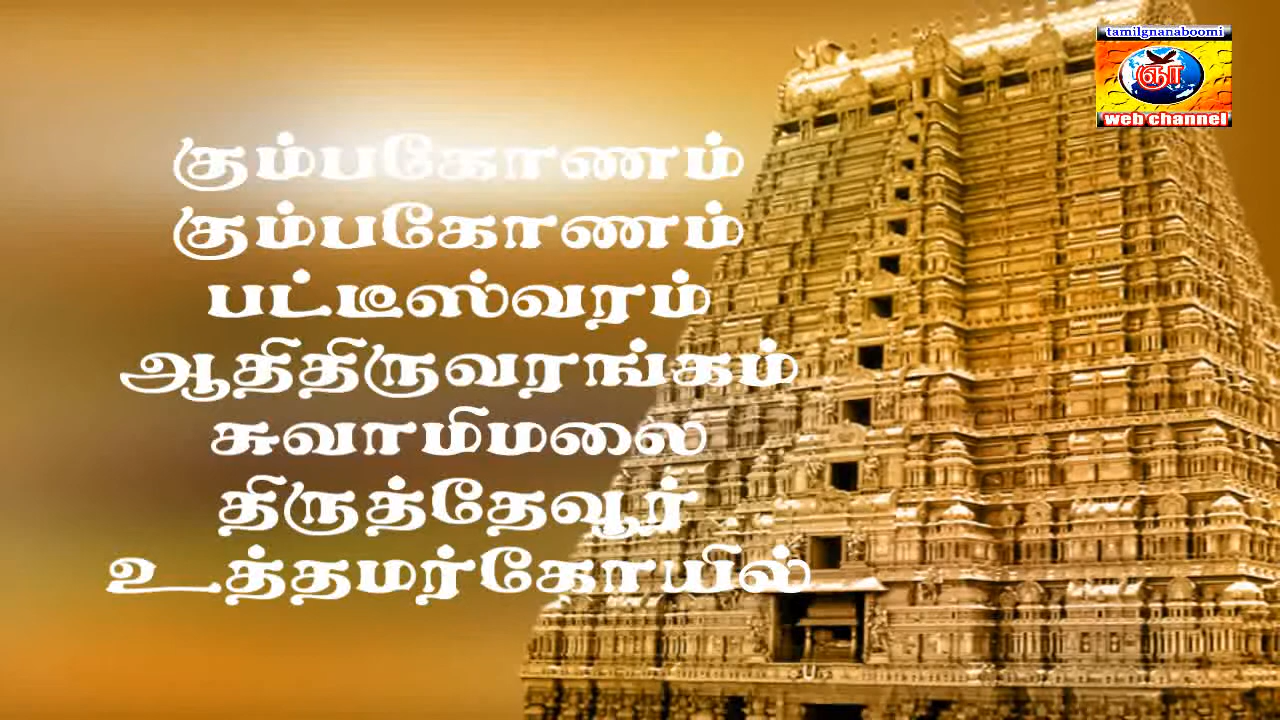 tamilgnanaboomi
ஞா
web channel
கும்பகோணம்
கும்பகோணம்
பட்டீஸ்வரம்
ஆதிதிருவரங்கம்
சுவாமிமலை
திருத்தேவூர்
உத்தமர்கோயில்